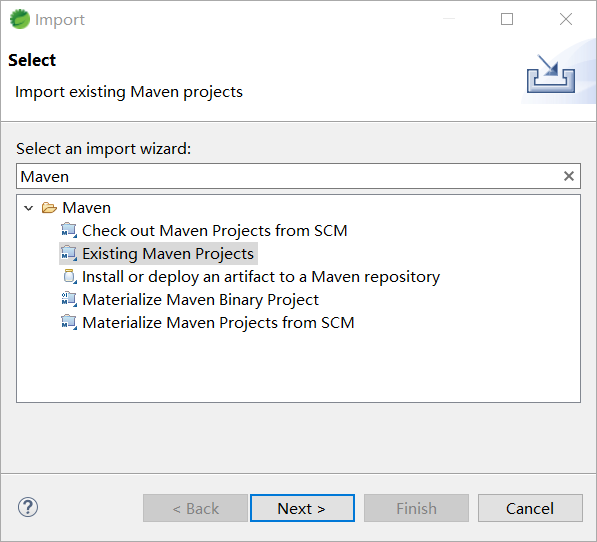 Import
Select
Import existing Maven projects
Select an import wizard:
Maven
Maven
Check out Maven Projects from SCM
Existing Maven Projects
Install or deploy an artifact to a Maven repository
Materialize Maven Binary Project
Materialize Maven Projects from SCM
? < Back Next > Finish Cancel